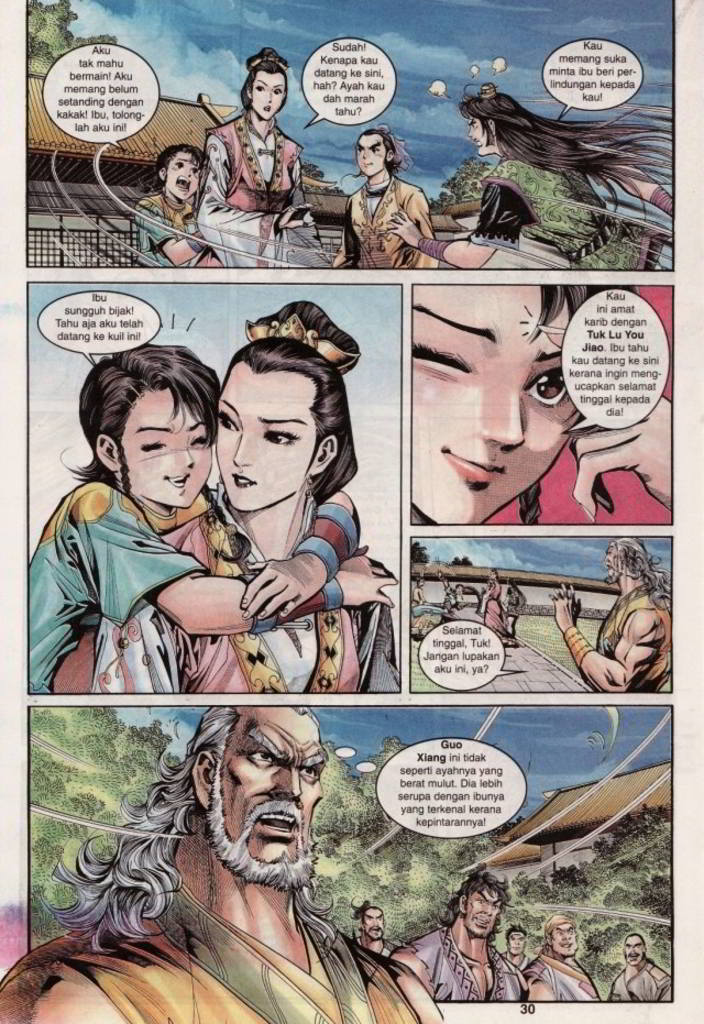 Aku
tak mahu
bermain! Aku
memang belum
setanding dengan
kakak! Ibu, tolong-
lah aku ini!
Sudah!
Kenapa kau
datang ke sini,
hah? Ayah kau
dah marah
tahu?
Kau
memang suka
minta ibu beri per-
lindungan kepada
kau!
Ibu
sungguh bijak!
Tahu aja aku telah
datang ke kuil ini!
Kau
ini amat
karib dengan
Tuk Lu You
Jiao. Ibu tahu
kau datang ke sini
kerana ingin meng-
ucapkan selamat
tinggal kepada
dia!
Selamat
tinggal, Tuk!
Jangan lupakan
aku ini, ya?
Guo
Xiang ini tidak
seperti ayahnya yang
berat mulut. Dia lebih
serupa dengan ibunya
yang terkenal kerana
kepintarannya!
30